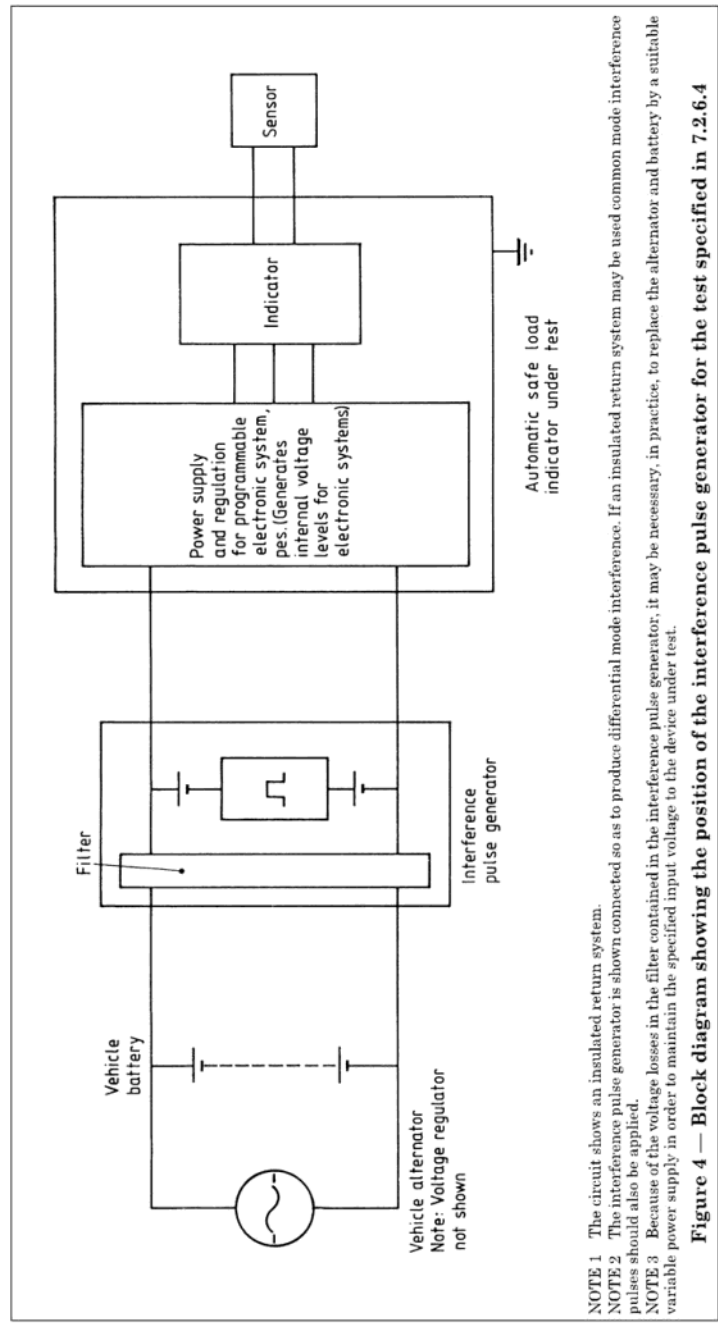 Sensor
Indicator
Power supply
and regulation
for programmable
electronic system,
pes.(Generates
internal voltage
levels for
electronic systems)
Automatic safe load
indicator under test
Filter
Interference
pulse generator
Vehicle
battery
Vehicle alternator
Note: Voltage regulator
not shown
NOTE 1 The circuit shows an insulated return system.
NOTE 2 The interference pulse generator is shown connected so as to produce differential mode interference. If an insulated return system may be used common mode interference
pulses should also be applied.
NOTE 3 Because of the voltage losses in the filter contained in the interference pulse generator, it may be necessary, in practice, to replace the alternator and battery by a suitable
variable power supply in order to maintain the specified input voltage to the device under test.
Figure 4 — Block diagram showing the position of the interference pulse generator for the test specified in 7.2.6.4